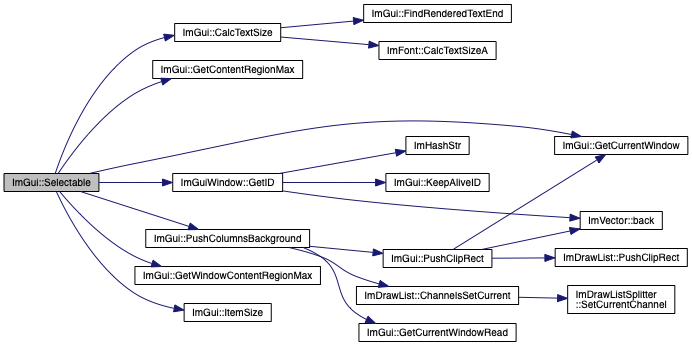 ImGui::Selectable
ImGui::CalcTextSize
ImGui::FindRenderedTextEnd
ImFont::CalcTextSizeA
ImGui::GetContentRegionMax
ImGui::GetCurrentWindow
ImGuiWindow::GetID
ImHashStr
ImGui::KeepAliveID
ImVector::back
ImGui::PushColumnsBackground
ImGui::PushClipRect
ImDrawList::PushClipRect
ImGui::GetWindowContentRegionMax
ImDrawList::ChannelsSetCurrent
ImDrawListSplitter
::SetCurrentChannel
ImGui::ItemSize
ImGui::GetCurrentWindowRead